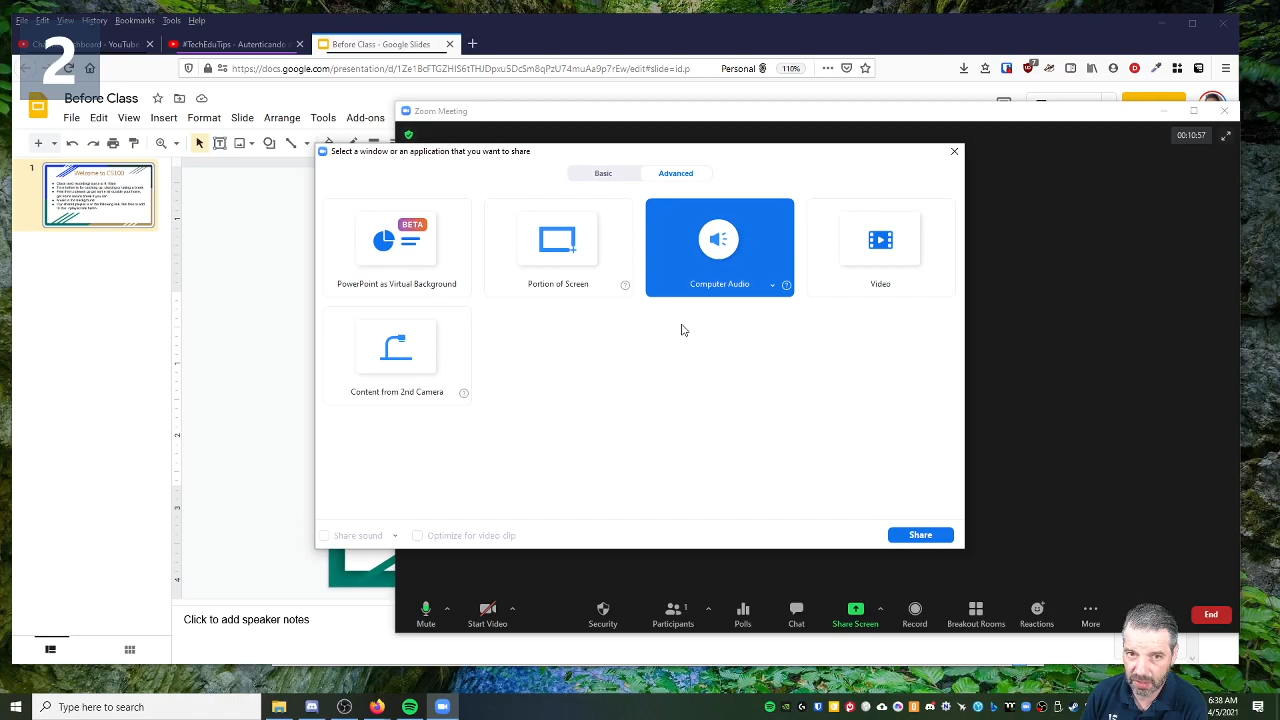 File Edit View History Bookmarks Tools
2
YouTube
#TechEduTips - Autenticando
Before Class - Google Slides
https://docs.google.com/presentation/d/1Ze1BcFTGZHIS6tTHJDpxuSDcSm8qPzU74muAa9p7rEw/edit#slide=id.p
Personal
110%
Before Class
File Edit View Insert Format Slide Arrange Tools Add-ons
Zoom Meeting
00:10:57
Select a window or an application that you want to share
Basic
Advanced
1
Welcome to CS100
BETA
PowerPoint as Virtual Background
Portion of Screen
Computer Audio
Video
Content from 2nd Camera
Share sound
Optimize for video clip
Share
Click to add speaker notes
Mute
Start Video
Security
1
Participants
Polls
Chat
Share Screen
Record
Breakout Rooms
Reactions
More
End
Type here to search
6:38 AM
4/5/2021